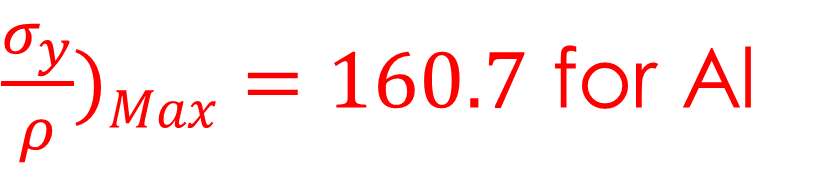 σy/ρ)Max = 160.7 for Al